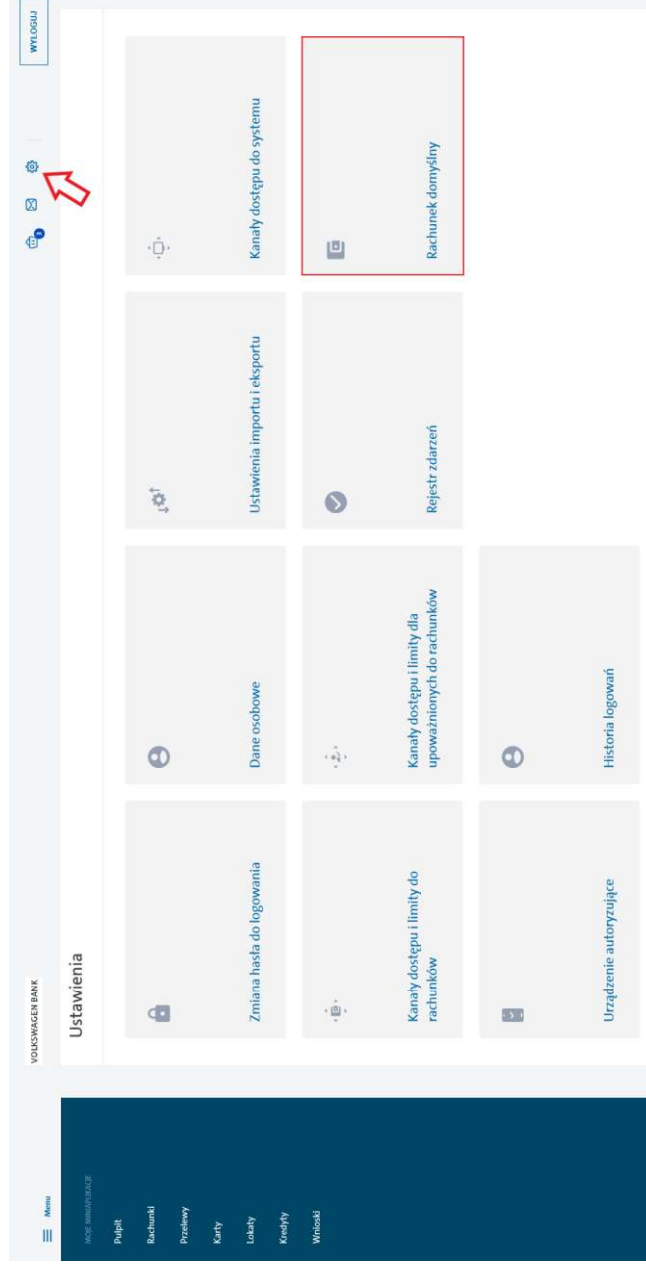 Menu
VOLKSWAGEN BANK
3
WYLOGUJ
MOJE MINIAPLIKACJE
Pulpit
Rachunki
Przelewy
Karty
Lokaty
Kredyty
Wnioski
Ustawienia
Zmiana hasła do logowania
Dane osobowe
Ustawienia importu i eksportu
Kanały dostępu do systemu
Kanały dostępu i limity do
rachunków
Kanały dostępu i limity dla
upoważnionych do rachunków
Rejestr zdarzeń
Rachunek domyślny
Urządzenie autoryzujące
Historia logowań